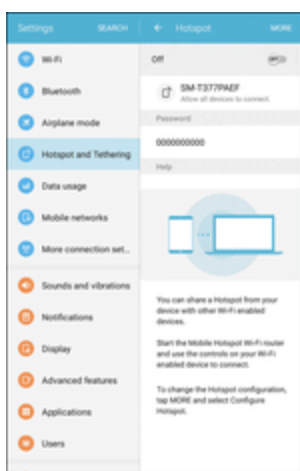 Settings
SEARCH
Hotspot
MORE
Wi-Fi
Bluetooth
Airplane mode
Hotspot and Tethering
Data usage
Mobile networks
More connection set..
Sounds and vibrations
Notifications
Display
Advanced features
Applications
Users
Off
SM-T377PAEF
Allow all devices to connect.
Password
0000000000
Help
You can share a Hotspot from your
device with other Wi-Fi enabled
devices.
Start the Mobile Hotspot Wi-Fi router
and use the controls on your Wi-Fi
enabled device to connect.
To change the Hotspot configuration,
tap MORE and select Configure
Hotspot.